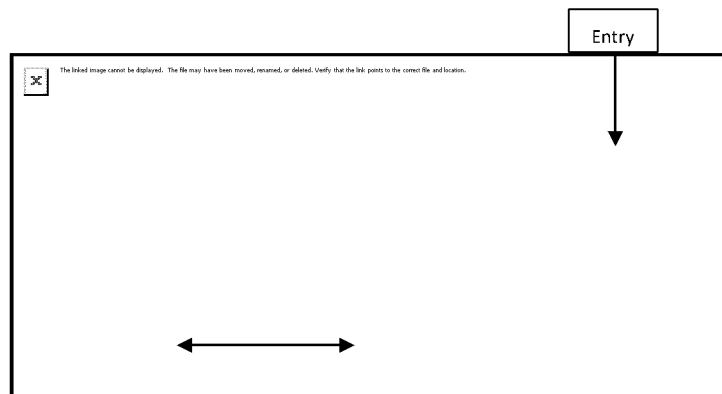 Entry
The linked image cannot be displayed. The file may have been moved, renamed, or deleted. Verify that the link points to the correct file and location.